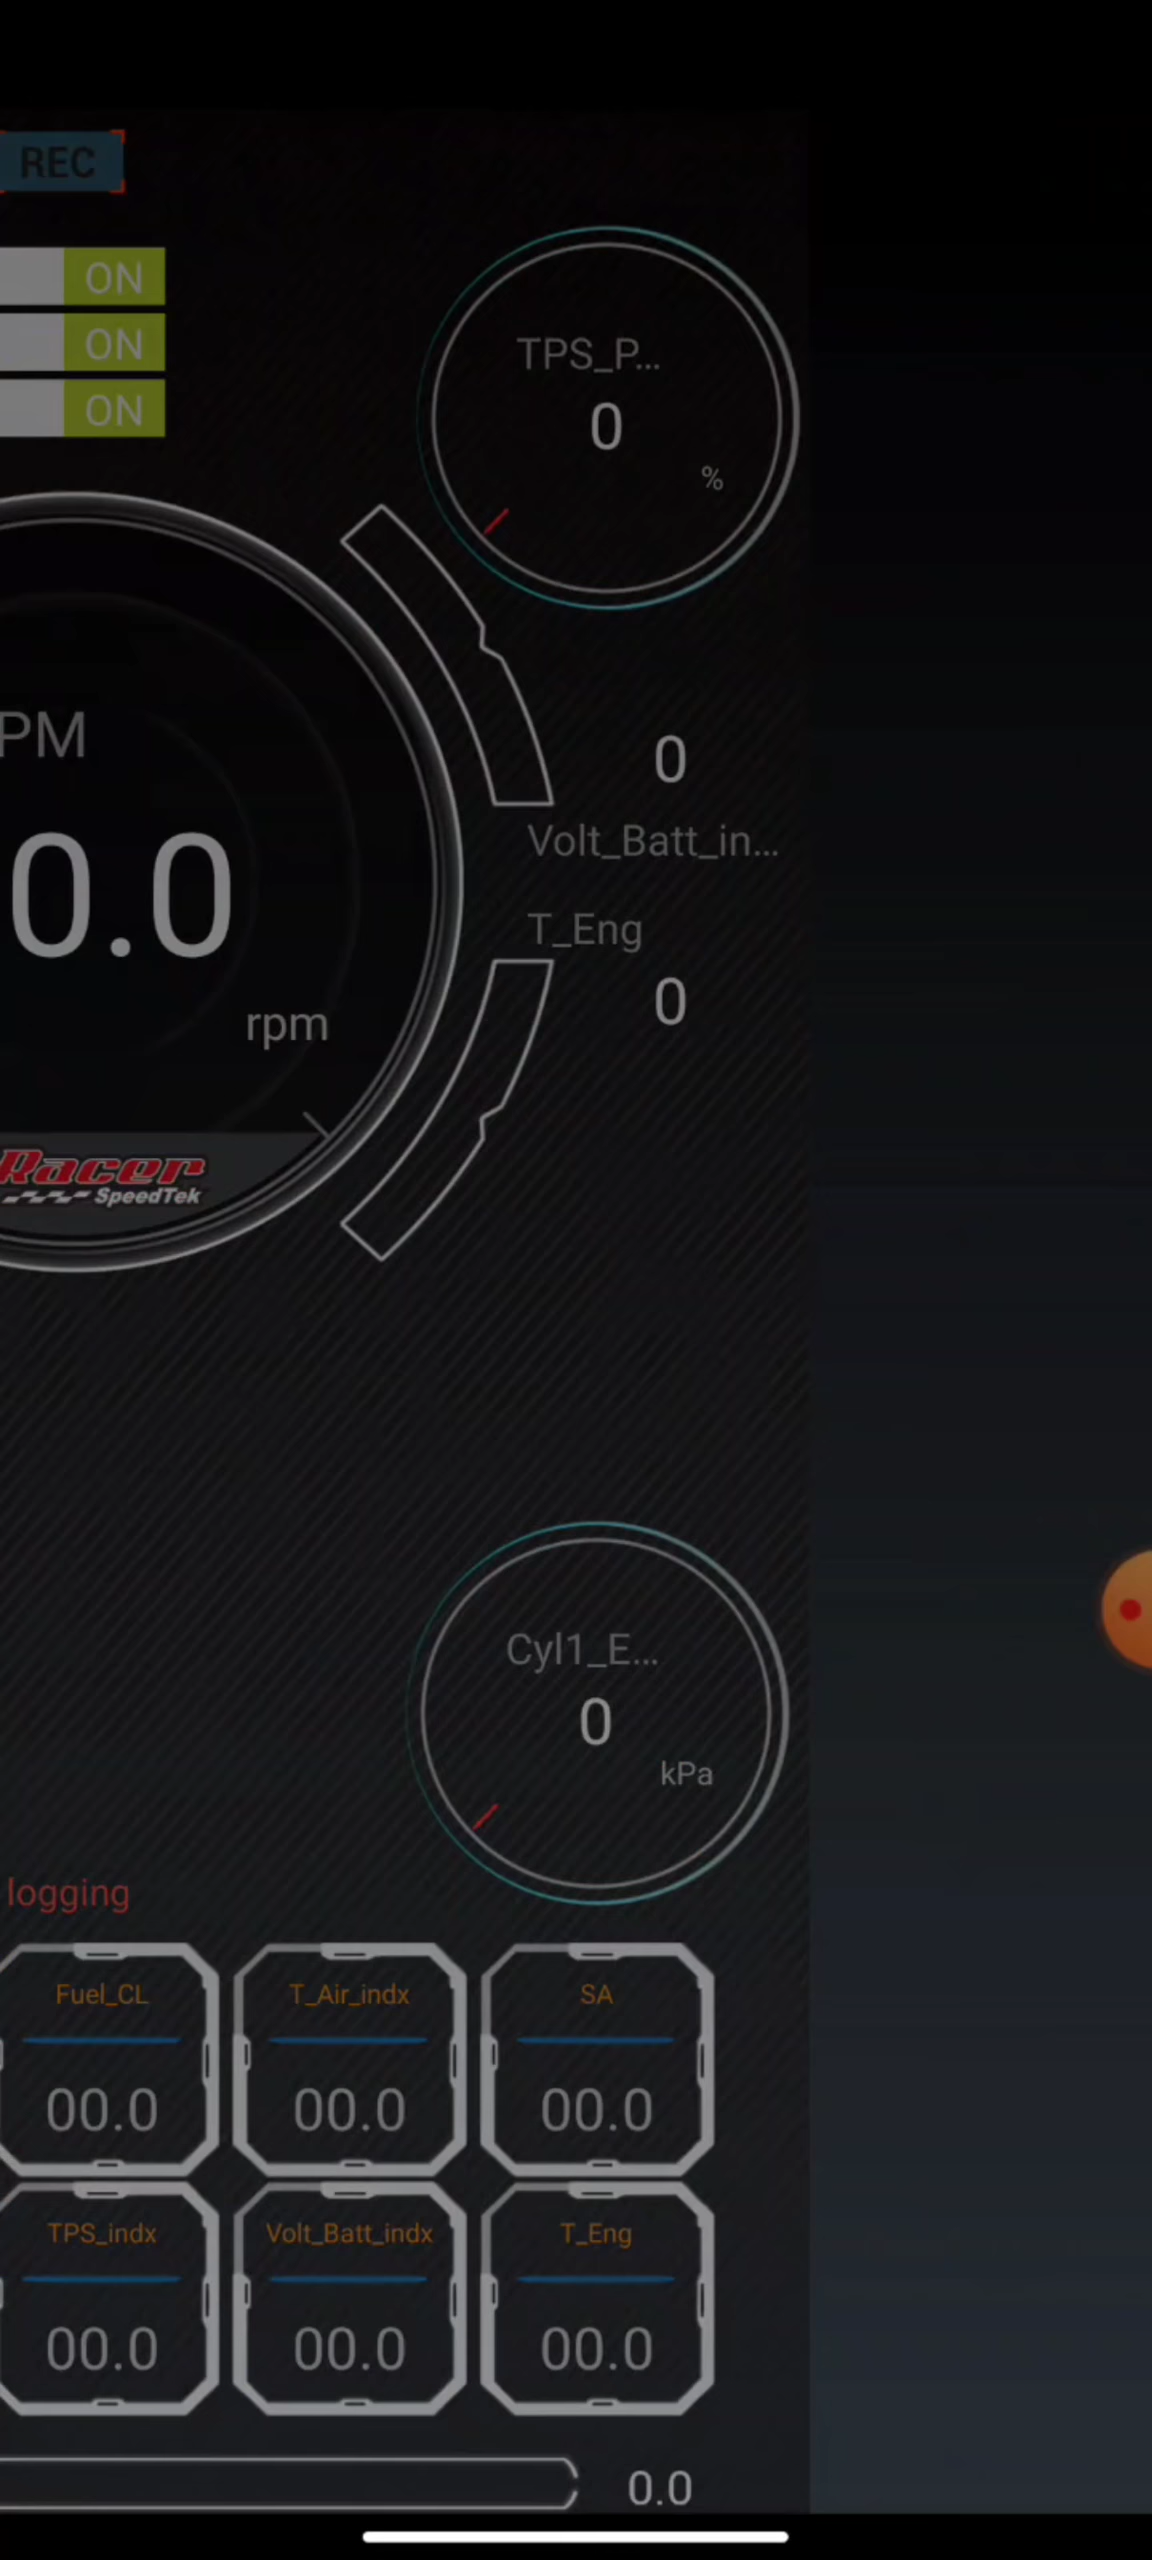 REC
ON
ON
ON
TPS_P...
0
%
PM
0.0
rpm
0
Volt_Batt_in...
T_Eng
0
Racer
SpeedTek
Cyl1_E...
0
kPa
logging
Fuel_CL
T_Air_indx
SA
00.0
00.0
00.0
TPS_indx
Volt_Batt_indx
T_Eng
00.0
00.0
00.0
0.0